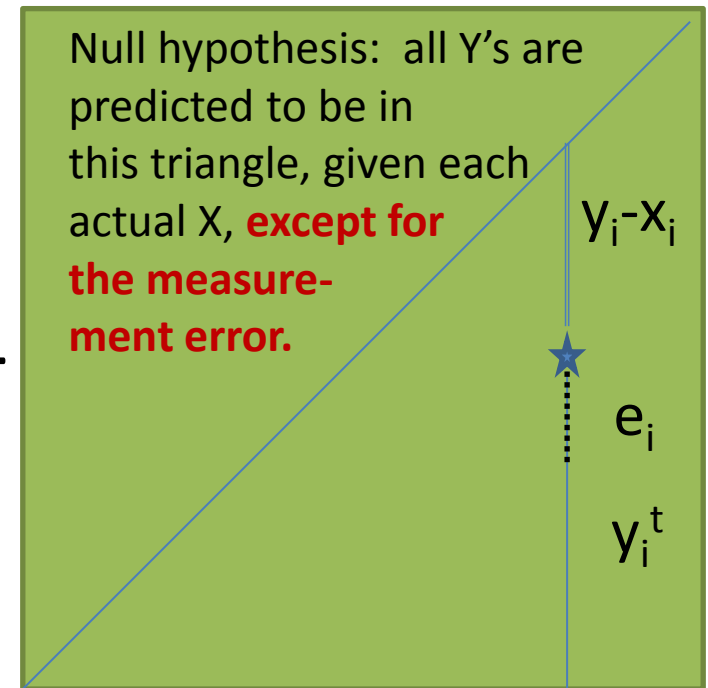 Null hypothesis: all Y’s are
predicted to be in
this triangle, given each
actual X, except for
the measure-
ment error.
yᵢ-xᵢ
eᵢ
yᵢᵗ
.